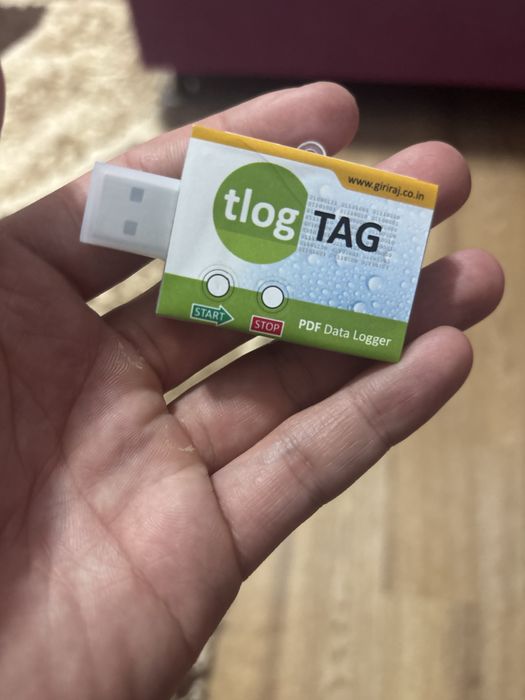 www.giriraj.co.in
tlog TAG
START
STOP
PDF Data Logger